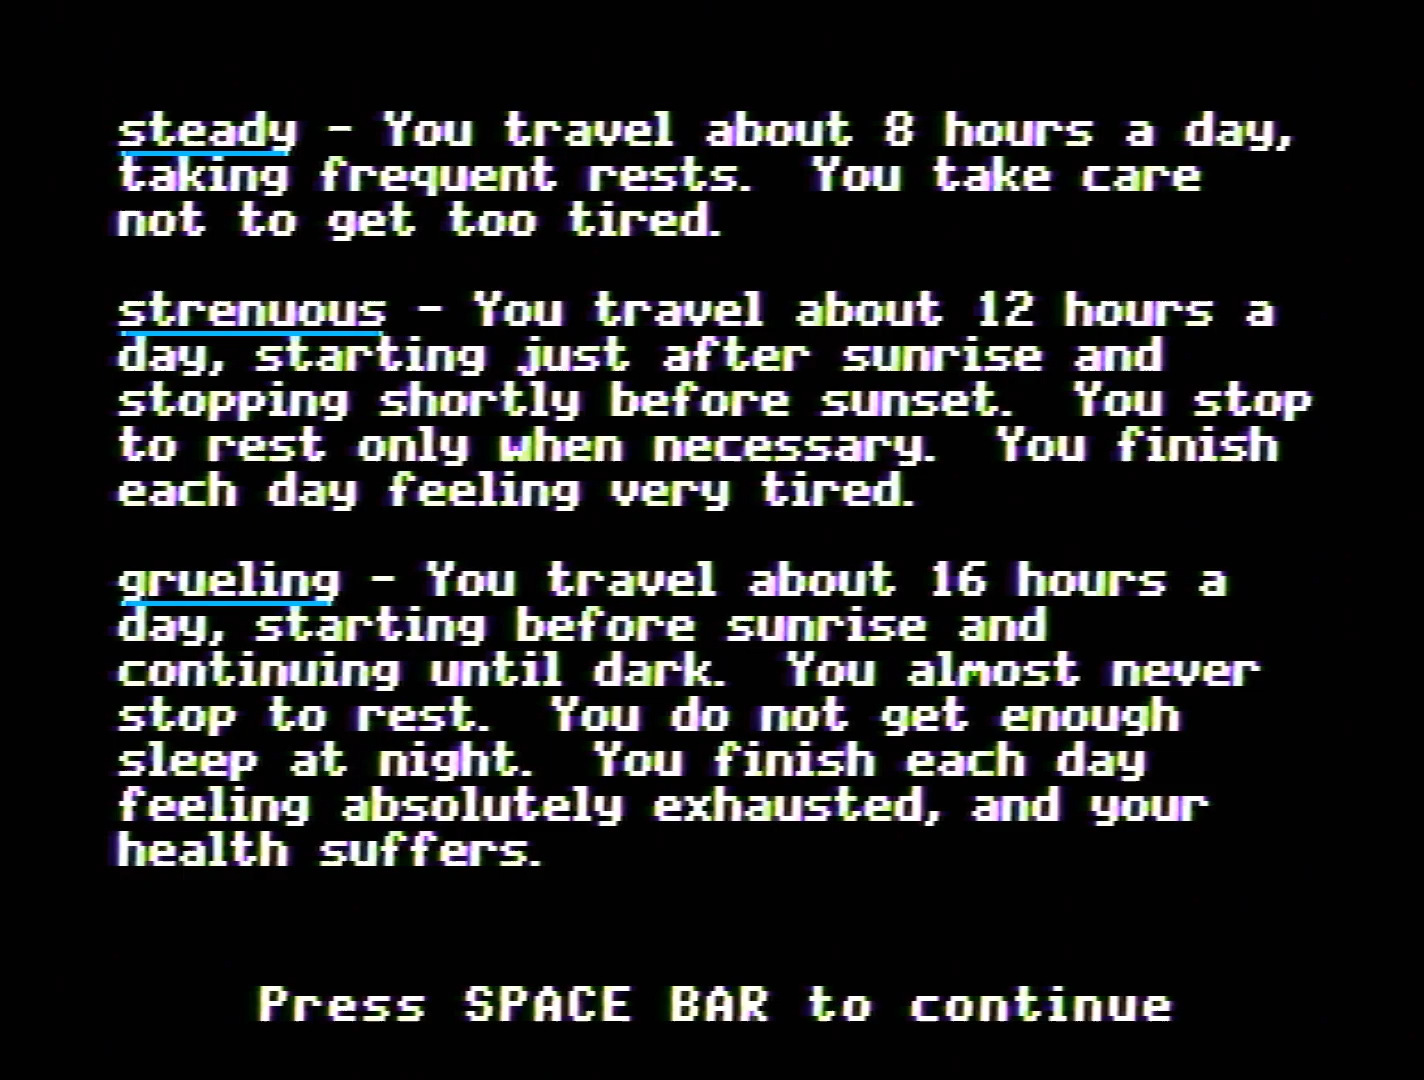 steady - You travel about 8 hours a day,
taking frequent rests.  You take care
not to get too tired.
strenuous - You travel about 12 hours a
day, starting just after sunrise and
stopping shortly before sunset.  You stop
to rest only when necessary.  You finish
each day feeling very tired.
grueling - You travel about 16 hours a
day, starting before sunrise and
continuing until dark.  You almost never
stop to rest.  You do not get enough
sleep at night.  You finish each day
feeling absolutely exhausted, and your
health suffers.
Press SPACE BAR to continue